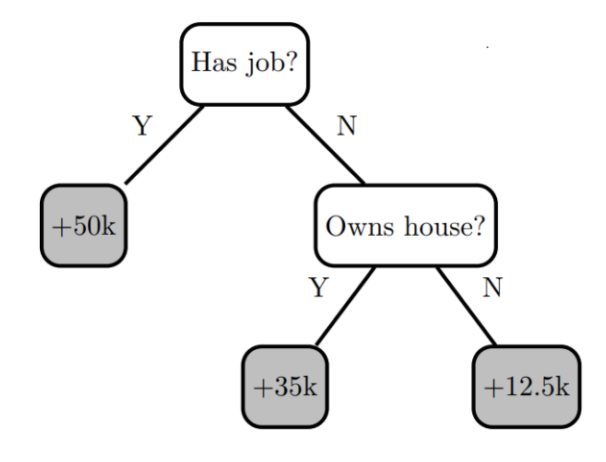 Has job?
Y
N
+50k
Owns house?
Y
N
+35k
+12.5k